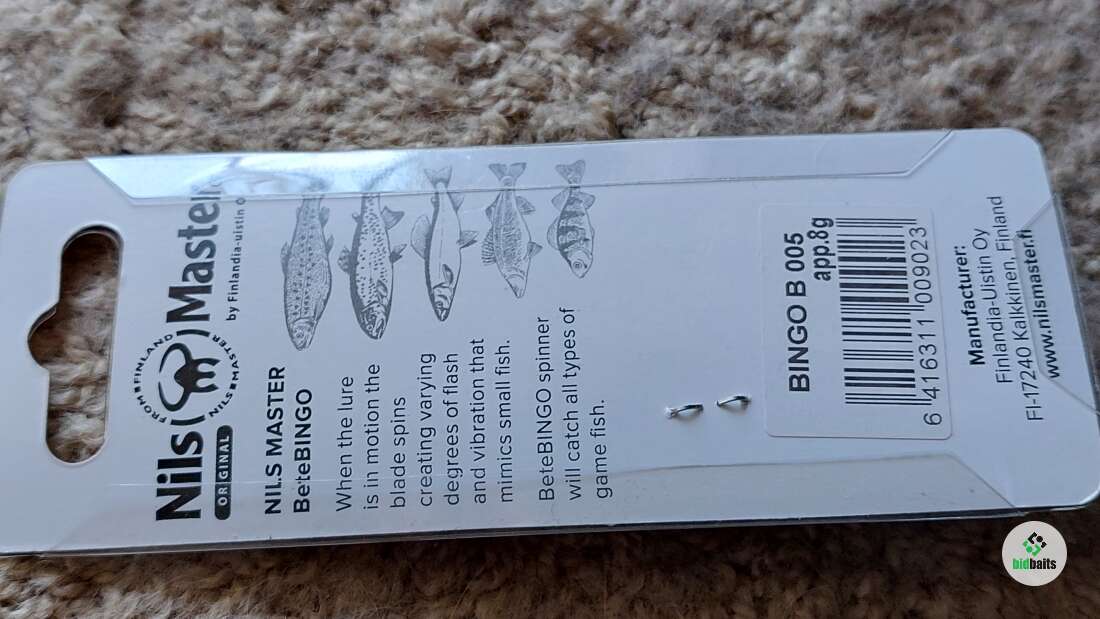 Nils Master
ORIGINAL
FROM FINLAND
by Finlandia-uistin O
NILS MASTER
BeteBINGO
When the lure
is in motion the
blade spins
creating varying
degrees of flash
and vibration that
mimics small fish.
BeteBINGO spinner
will catch all types of
game fish.
BINGO B 005
app.8g
6 416311 009023
Manufacturer:
Finlandia-Uistin Oy
FI-17240 Kalkkinen, Finland
www.nilsmaster.fi
bidbaits